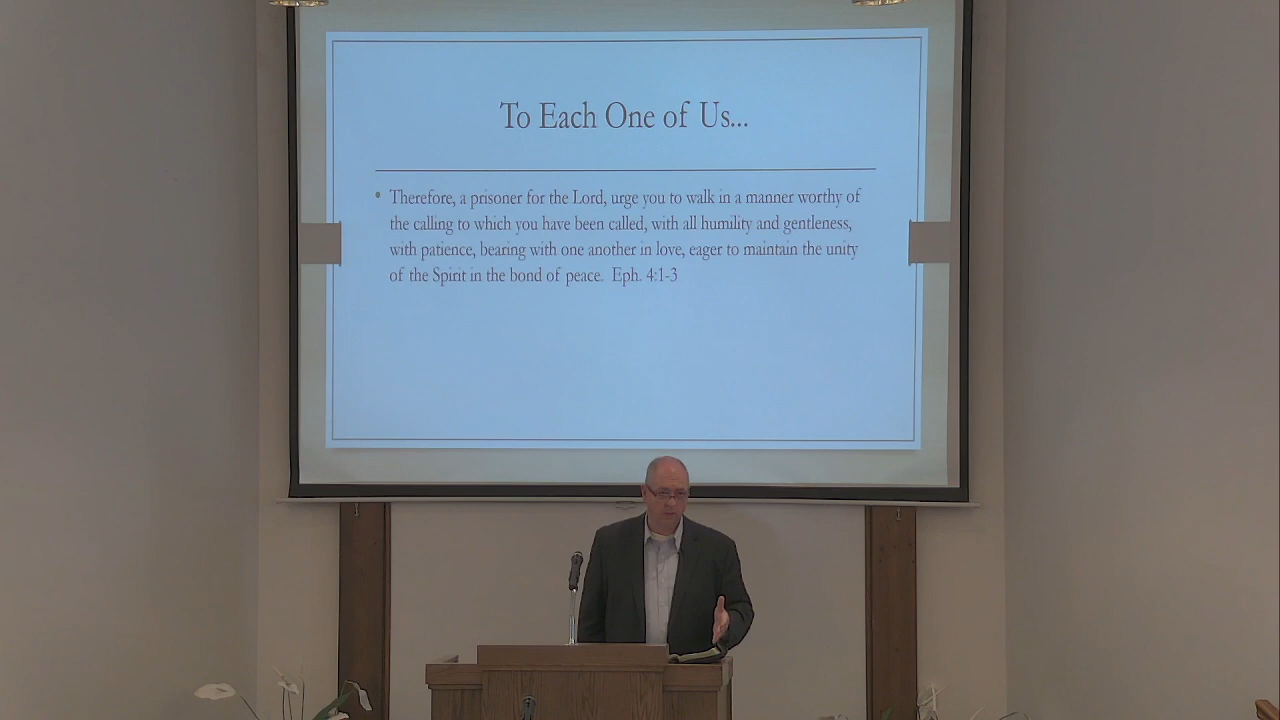 To Each One of Us...
• Therefore, a prisoner for the Lord, urge you to walk in a manner worthy of
the calling to which you have been called, with all humility and gentleness,
with patience, bearing with one another in love, eager to maintain the unity
of the Spirit in the bond of peace. Eph. 4:1-3